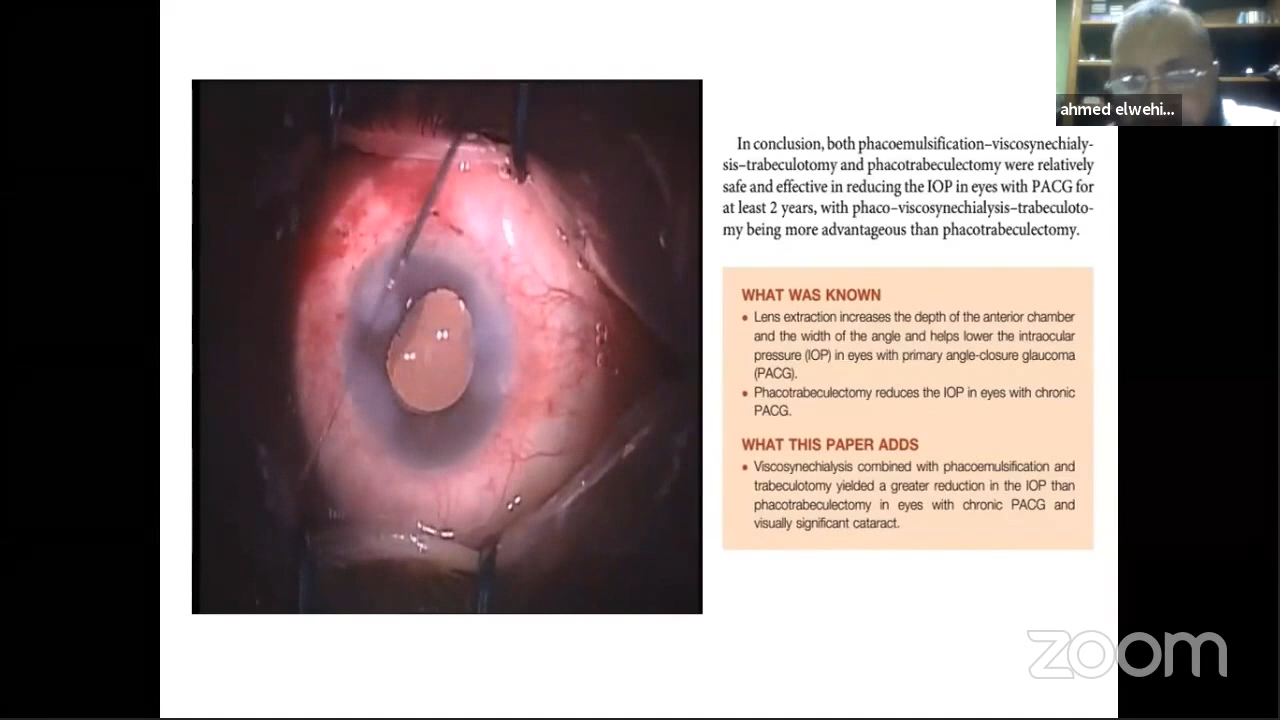 ahmed elwehi...
In conclusion, both phacoemulsification–viscosynechialy-
sis–trabeculotomy and phacotrabeculectomy were relatively
safe and effective in reducing the IOP in eyes with PACG for
at least 2 years, with phaco–viscosynechialysis–trabeculoto-
my being more advantageous than phacotrabeculectomy.
WHAT WAS KNOWN
• Lens extraction increases the depth of the anterior chamber
and the width of the angle and helps lower the intraocular
pressure (IOP) in eyes with primary angle-closure glaucoma
(PACG).
• Phacotrabeculectomy reduces the IOP in eyes with chronic
PACG.
WHAT THIS PAPER ADDS
• Viscosynechialysis combined with phacoemulsification and
trabeculotomy yielded a greater reduction in the IOP than
phacotrabeculectomy in eyes with chronic PACG and
visually significant cataract.
zoom